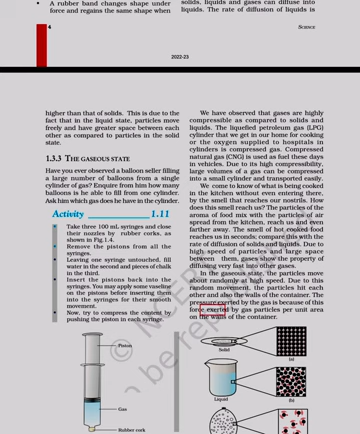 • A rubber band changes shape under
force and regains the same shape when
solids, liquids and gases can diffuse into
liquids. The rate of diffusion of liquids is
4
SCIENCE
2022-23
higher than that of solids. This is due to the
fact that in the liquid state, particles move
freely and have greater space between each
other as compared to particles in the solid
state.
1.3.3 THE GASEOUS STATE
Have you ever observed a balloon seller filling
a large number of balloons from a single
cylinder of gas? Enquire from him how many
balloons is he able to fill from one cylinder.
Ask him which gas does he have in the cylinder.
Activity 1.11
• Take three 100 mL syringes and close
their nozzles by rubber corks, as
shown in Fig.1.4.
• Remove the pistons from all the
syringes.
• Leaving one syringe untouched, fill
water in the second and pieces of chalk
in the third.
• Insert the pistons back into the
syringes. You may apply some vaseline
on the pistons before inserting them
into the syringes for their smooth
movement.
• Now, try to compress the content by
pushing the piston in each syringe.
Piston
Gas
Rubber cork
We have observed that gases are highly
compressible as compared to solids and
liquids. The liquefied petroleum gas (LPG)
cylinder that we get in our home for cooking
or the oxygen supplied to hospitals in
cylinders is compressed gas. Compressed
natural gas (CNG) is used as fuel these days
in vehicles. Due to its high compressibility,
large volumes of a gas can be compressed
into a small cylinder and transported easily.
We come to know of what is being cooked
in the kitchen without even entering there,
by the smell that reaches our nostrils. How
does this smell reach us? The particles of the
aroma of food mix with the particles of air
spread from the kitchen, reach us and even
farther away. The smell of hot cooked food
reaches us in seconds; compare this with the
rate of diffusion of solids and liquids. Due to
high speed of particles and large space
between them, gases show the property of
diffusing very fast into other gases.
In the gaseous state, the particles move
about randomly at high speed. Due to this
random movement, the particles hit each
other and also the walls of the container. The
pressure exerted by the gas is because of this
force exerted by gas particles per unit area
on the walls of the container.
Solid
(a)
Liquid
(b)